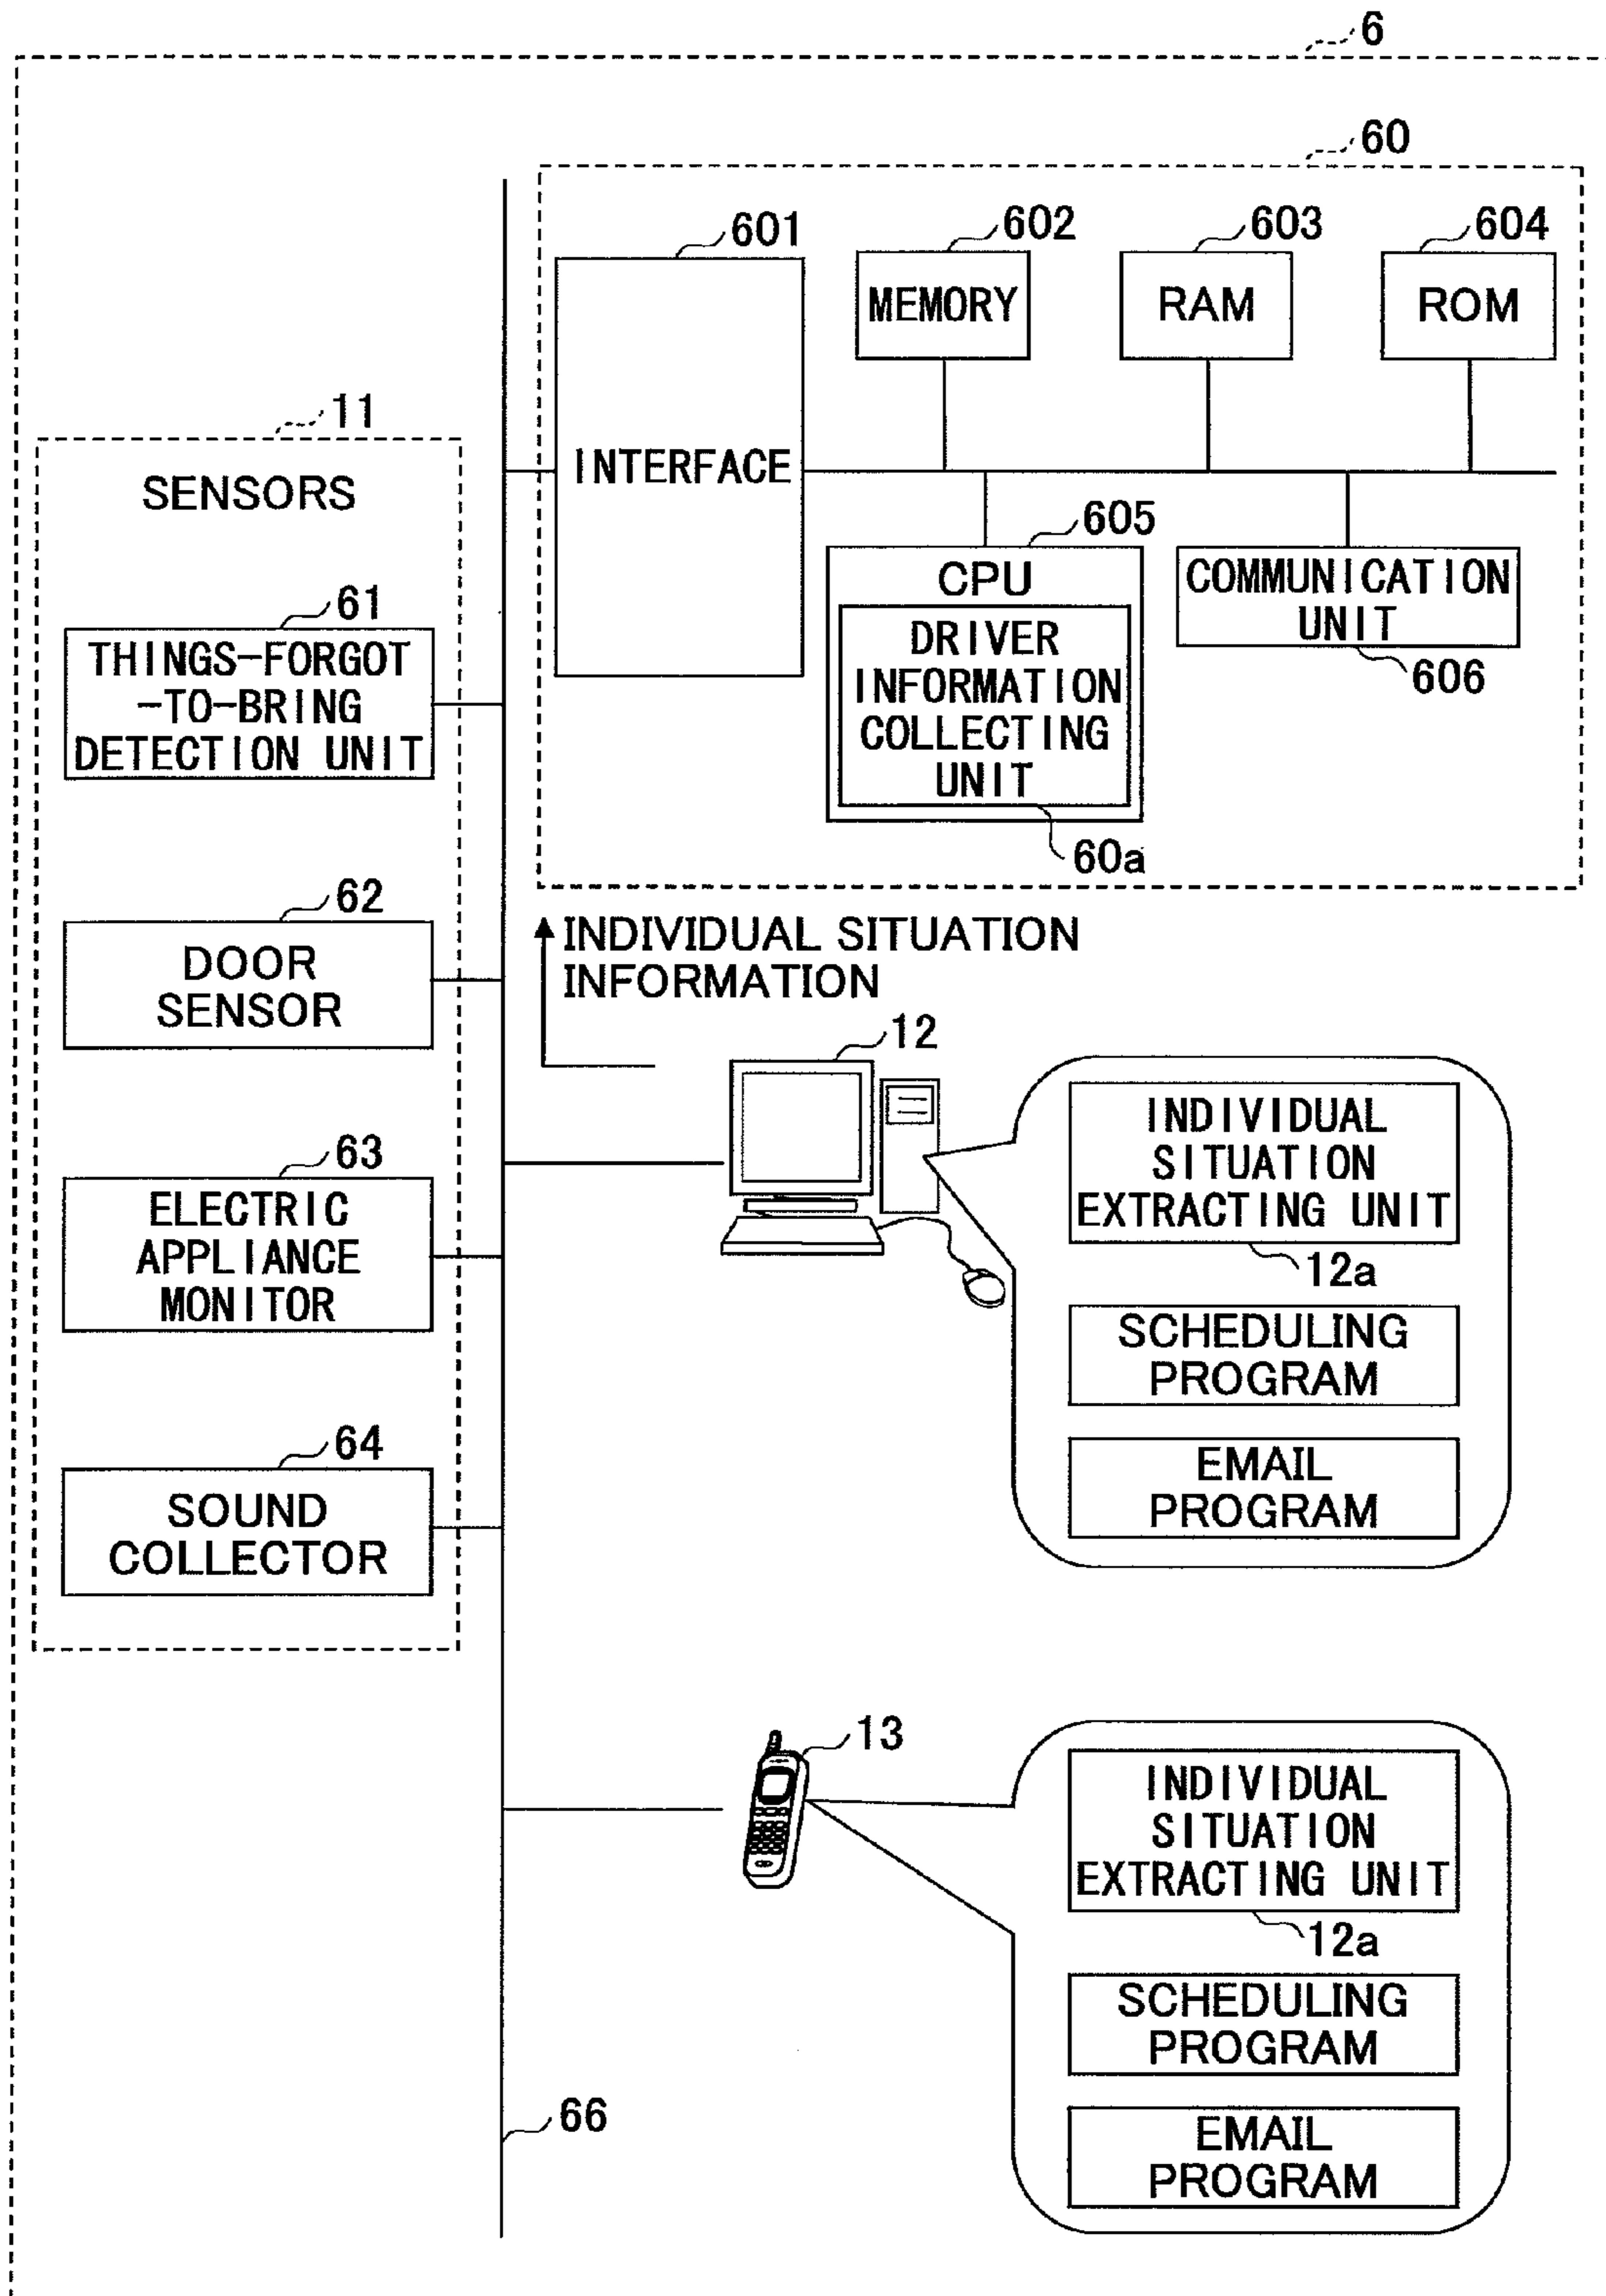 6
60
601
INTERFACE
602
MEMORY
603
RAM
604
ROM
605
CPU
DRIVER
INFORMATION
COLLECTING
UNIT
60a
COMMUNICATION
UNIT
606
11
SENSORS
61
THINGS-FORGOT
-TO-BRING
DETECTION UNIT
62
DOOR
SENSOR
63
ELECTRIC
APPLIANCE
MONITOR
64
SOUND
COLLECTOR
INDIVIDUAL SITUATION
INFORMATION
12
INDIVIDUAL
SITUATION
EXTRACTING UNIT
12a
SCHEDULING
PROGRAM
EMAIL
PROGRAM
13
INDIVIDUAL
SITUATION
EXTRACTING UNIT
12a
SCHEDULING
PROGRAM
EMAIL
PROGRAM
66